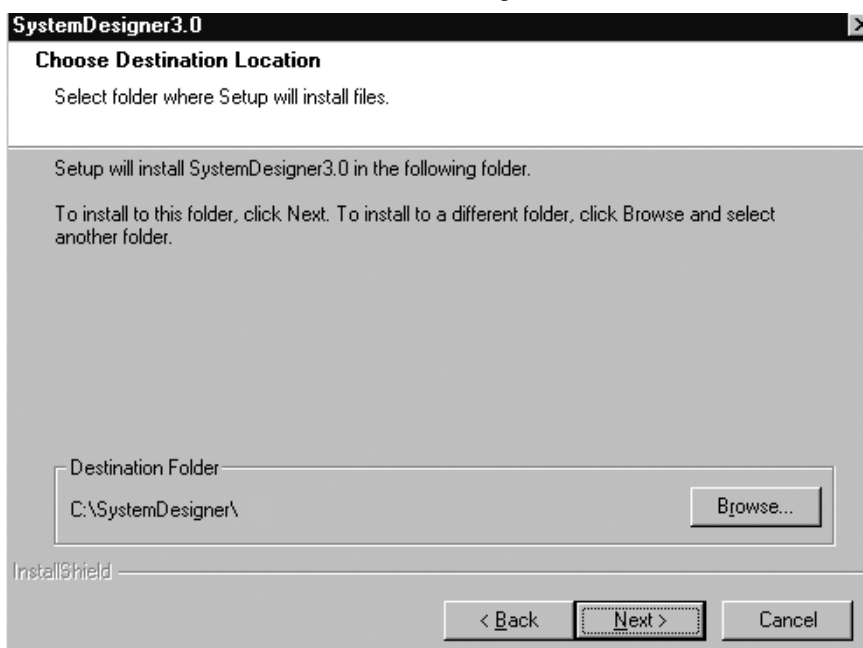 SystemDesigner3.0
Choose Destination Location
Select folder where Setup will install files.
Setup will install SystemDesigner3.0 in the following folder.
To install to this folder, click Next. To install to a different folder, click Browse and select
another folder.
Destination Folder
C:\SystemDesigner\
Browse...
InstallShield
< Back
Next >
Cancel